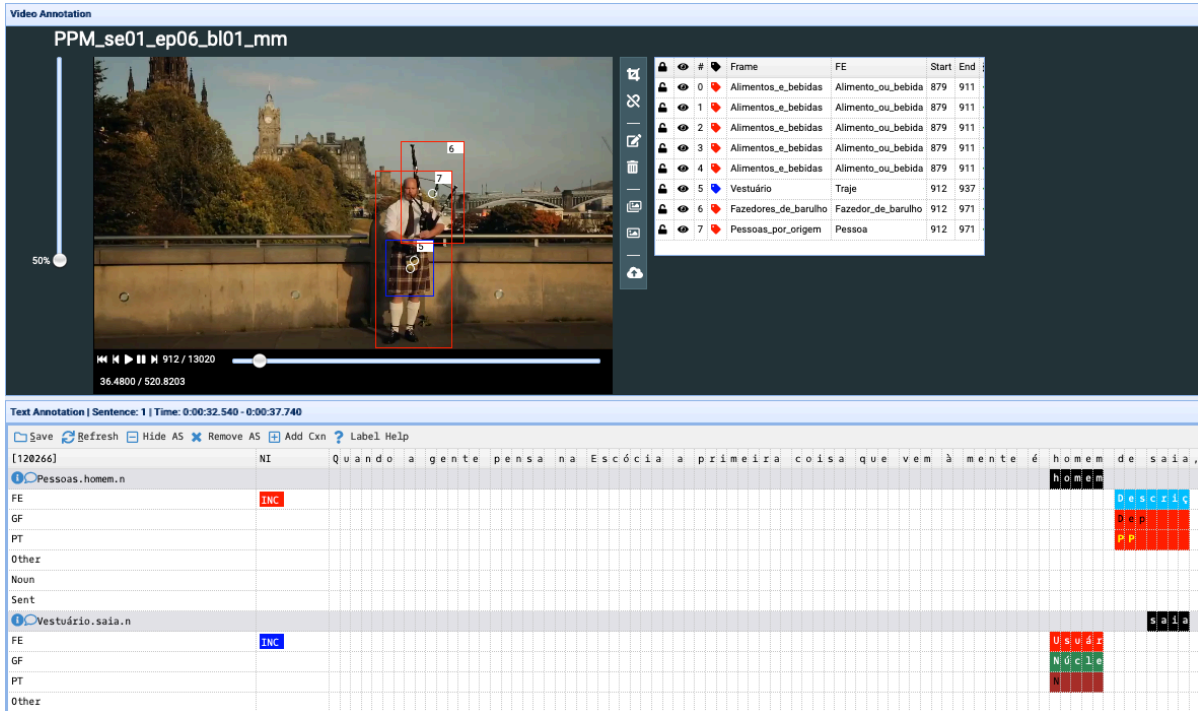 Video Annotation
PPM_se01_ep06_bl01_mm
50%
6
7
5
912 / 13020
36.4800 / 520.8203
# Frame FE Start End
0 Alimentos_e_bebidas Alimento_ou_bebida 879 911
1 Alimentos_e_bebidas Alimento_ou_bebida 879 911
2 Alimentos_e_bebidas Alimento_ou_bebida 879 911
3 Alimentos_e_bebidas Alimento_ou_bebida 879 911
4 Alimentos_e_bebidas Alimento_ou_bebida 879 911
5 Vestuário Traje 912 937
6 Fazedores_de_barulho Fazedor_de_barulho 912 971
7 Pessoas_por_origem Pessoa 912 971
Text Annotation | Sentence: 1 | Time: 0:00:32.540 - 0:00:37.740
Save Refresh Hide AS Remove AS Add Cxn ? Label Help
[120266] NI Quando a gente pensa na Escócia a primeira coisa que vem à mente é homem de saia,
Pessoas.homem.n homem
FE INC Descriç
GF Dep
PT PP
Other
Noun
Sent
Vestuário.saia.n saia
FE INC Usuár
GF Núcle
PT N
Other